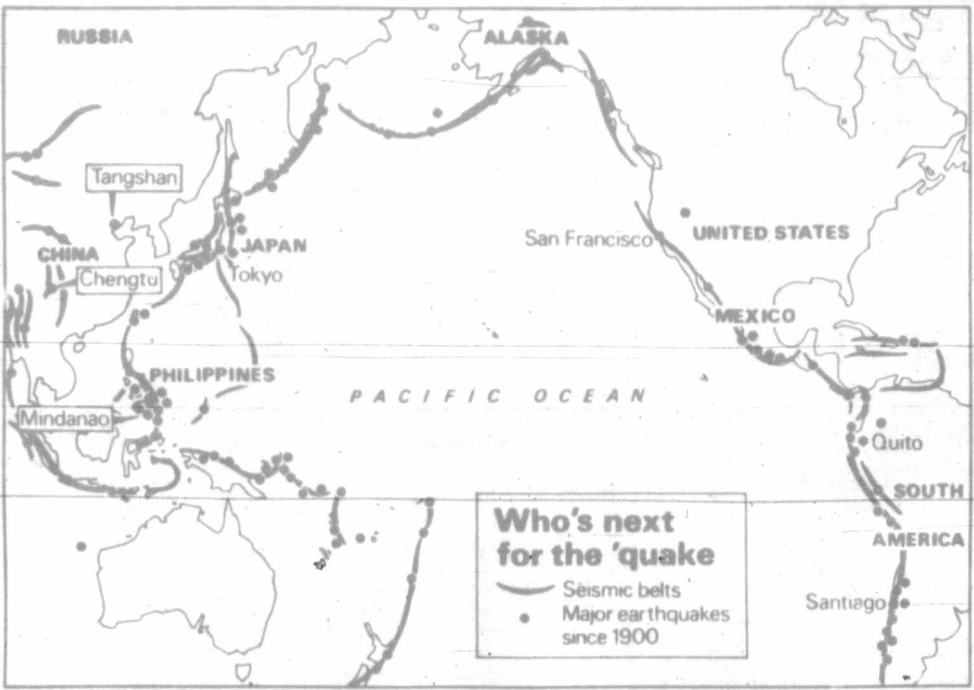 RUSSIA
ALASKA
Tangshan
CHINA
Chengtu
JAPAN
Tokyo
San Francisco
UNITED STATES
MEXICO
PHILIPPINES
PACIFIC OCEAN
Mindanao
Quito
SOUTH
AMERICA
Santiago
Who's next
for the 'quake
Seismic belts
Major earthquakes
since 1900